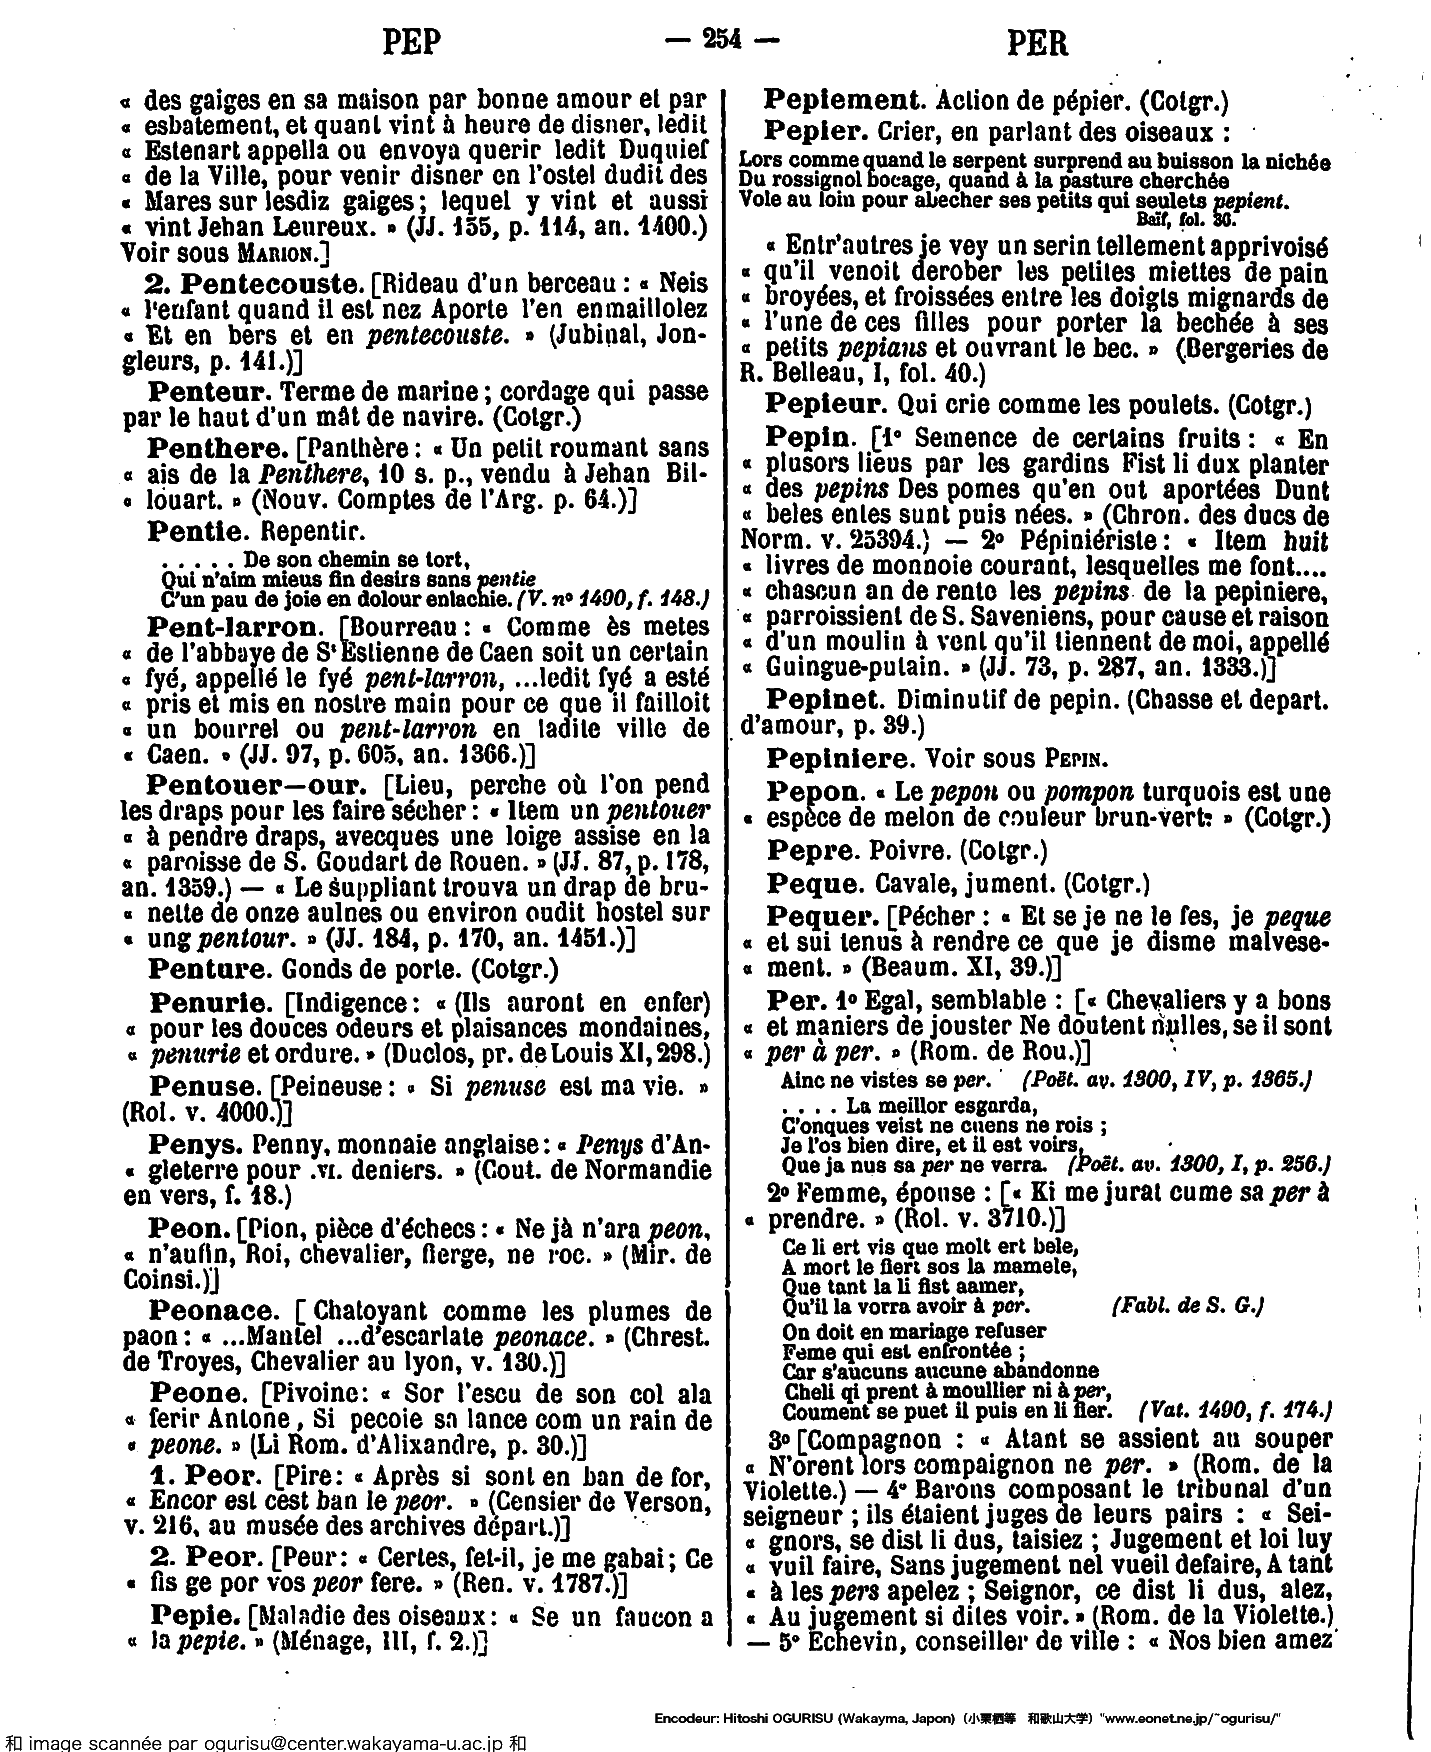 PEP — 254 — PER
« des gaiges en sa maison par bonne amour et par
« esbatement, et quant vint à heure de disner, ledit
« Estenart appella ou envoya querir ledit Duquief
« de la Ville, pour venir disner en l'ostel dudit des
« Mares sur lesdiz gaiges ; lequel y vint et aussi
« vint Jehan Leureux. » (JJ. 155, p. 114, an. 1400.)
Voir sous MARION.]
2. Pentecouste. [Rideau d'un berceau : « Neis
« l'enfant quand il est nez Aporte l'en enmaillolez
« Et en bers et en pentecouste. » (Jubinal, Jon-
gleurs, p. 141.)]
Penteur. Terme de marine ; cordage qui passe
par le haut d'un mât de navire. (Cotgr.)
Penthere. [Panthère : « Un petit roumant sans
« ais de la Penthere, 10 s. p., vendu à Jehan Bil-
« louart. » (Nouv. Comptes de l'Arg. p. 64.)]
Pentie. Repentir.
. . . . . De son chemin se tort,
Qui n'aim mieus fin desirs sans pentie
C'un pau de joie en dolour entachie. (V. n° 1490, f. 148.)
Pent-larron. [Bourreau : « Comme ès metes
« de l'abbaye de St Estienne de Caen soit un certain
« fyé, appellé le fyé pent-larron, ...ledit fyé a esté
« pris et mis en nostre main pour ce que il failloit
« un bourrel ou pent-larron en ladite ville de
« Caen. » (JJ. 97, p. 605, an. 1366.)]
Pentouer—our. [Lieu, perche où l'on pend
les draps pour les faire sécher : « Item un pentouer
« à pendre draps, avecques une loige assise en la
« paroisse de S. Goudart de Rouen. » (JJ. 87, p. 178,
an. 1359.) — « Le suppliant trouva un drap de bru-
« nette de onze aulnes ou environ oudit hostel sur
« ung pentour. » (JJ. 184, p. 170, an. 1451.)]
Penture. Gonds de porte. (Cotgr.)
Penurie. [Indigence : « (Ils auront en enfer)
« pour les douces odeurs et plaisances mondaines,
« penurie et ordure. » (Duclos, pr. de Louis XI, 298.)
Penuse. [Peineuse : « Si penuse est ma vie. »
(Rol. v. 4000.)]
Penys. Penny, monnaie anglaise : « Penys d'An-
« gleterre pour .VI. deniers. » (Cout. de Normandie
en vers, f. 18.)
Peon. [Pion, pièce d'échecs : « Ne jà n'ara peon,
« n'aufin, Roi, chevalier, fierge, ne roc. » (Mir. de
Coinsi.)]
Peonace. [ Chatoyant comme les plumes de
paon : « ...Mantel ...d'escarlate peonace. » (Chrest.
de Troyes, Chevalier au lyon, v. 130.)]
Peone. [Pivoine : « Sor l'escu de son col ala
« ferir Antone, Si pecoie sa lance com un rain de
« peone. » (Li Rom. d'Alixandre, p. 30.)]
1. Peor. [Pire : « Après si sont en ban de for,
« Encor est cest ban le peor. » (Censier de Verson,
v. 216, au musée des archives départ.)]
2. Peor. [Peur : « Certes, fet-il, je me gabai ; Ce
« fis ge por vos peor fere. » (Ren. v. 1787.)]
Pepie. [Maladie des oiseaux : « Se un faucon a
« la pepie. » (Ménage, III, f. 2.)]
Pepiement. Action de pépier. (Cotgr.)
Pepier. Crier, en parlant des oiseaux :
Lors comme quand le serpent surprend au buisson la nichée
Du rossignol bocage, quand à la pasture cherchée
Vole au loin pour abecher ses petits qui seulets pepient.
Baïf, fol. 30.
« Entr'autres je vey un serin tellement apprivoisé
« qu'il venoit derober les petites miettes de pain
« broyées, et froissées entre les doigts mignards de
« l'une de ces filles pour porter la bechée à ses
« petits pepians et ouvrant le bec. » (Bergeries de
R. Belleau, I, fol. 40.)
Pepieur. Qui crie comme les poulets. (Cotgr.)
Pepin. [1° Semence de certains fruits : « En
« plusors lieus par les gardins Fist li dux planter
« des pepins Des pomes qu'en out aportées Dunt
« beles entes sunt puis nées. » (Chron. des ducs de
Norm. v. 25394.) — 2° Pépiniériste : « Item huit
« livres de monnoie courant, lesquelles me font....
« chascun an de rente les pepins de la pepiniere,
« parroissient de S. Saveniens, pour cause et raison
« d'un moulin à vent qu'il tiennent de moi, appellé
« Guingue-putain. » (JJ. 73, p. 287, an. 1333.)]
Pepinet. Diminutif de pepin. (Chasse et depart.
d'amour, p. 39.)
Pepiniere. Voir sous PEPIN.
Pepon. « Le pepon ou pompon turquois est une
« espèce de melon de couleur brun-vert. » (Cotgr.)
Pepre. Poivre. (Cotgr.)
Peque. Cavale, jument. (Cotgr.)
Pequer. [Pécher : « Et se je ne le fes, je peque
« et sui tenus à rendre ce que je disme malvese-
« ment. » (Beaum. XI, 39.)]
Per. 1° Egal, semblable : [« Chevaliers y a bons
« et maniers de jouster Ne doutent nulles, se il sont
« per à per. » (Rom. de Rou.)]
Ainc ne vistes se per. (Poët. av. 1300, IV, p. 1365.)
. . . . La meillor esgarda,
C'onques veist ne cuens ne rois ;
Je l'os bien dire, et il est voirs,
Que ja nus sa per ne verra. (Poët. av. 1300, I, p. 256.)
2° Femme, épouse : [« Ki me jurat cume sa per à
« prendre. » (Rol. v. 3710.)]
Ce li ert vis que molt ert bele,
A mort le fiert sos la mamele,
Que tant la li fist aamer,
Qu'il la vorra avoir à per. (Fabl. de S. G.)
On doit en mariage refuser
Feme qui est enfrontée ;
Car s'aucuns aucune abandonne
Cheli qi prent à moullier ni à per,
Coument se puet il puis en li fier. (Vat. 1490, f. 174.)
3° [Compagnon : « Atant se assient au souper
« N'orent lors compaignon ne per. » (Rom. de la
Violette.) — 4° Barons composant le tribunal d'un
seigneur ; ils étaient juges de leurs pairs : « Sei-
« gnors, se dist li dus, taisiez ; Jugement et loi luy
« vuil faire, Sans jugement nel vueil defaire, A tant
« à les pers apelez ; Seignor, ce dist li dus, alez,
« Au jugement si dites voir. » (Rom. de la Violette.)
— 5° Echevin, conseiller de ville : « Nos bien amez
Encodeur: Hitoshi OGURISU (Wakayma, Japon) (小栗栖等 和歌山大学) "www.eonet.ne.jp/~ogurisu/"
和 image scannée par ogurisu@center.wakayama-u.ac.jp 和